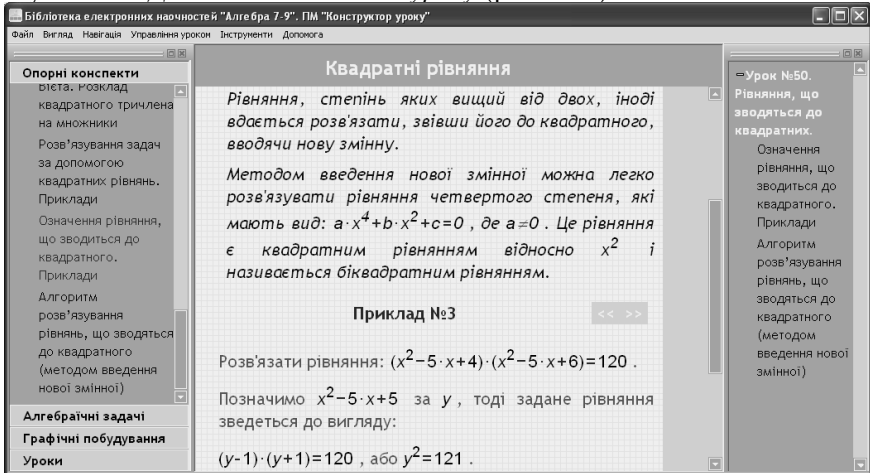 Бібліотека електронних наочностей "Алгебра 7-9". ПМ "Конструктор уроку"
Файл Вигляд Навігація Управління уроком Інструменти Допомога
Опорні конспекти
Вієта. Розклад
квадратного тричлена
на множники
Розв'язування задач
за допомогою
квадратних рівнянь.
Приклади
Означення рівняння,
що зводиться до
квадратного.
Приклади
Алгоритм
розв'язування
рівнянь, що зводяться
до квадратного
(методом введення
нової змінної)
Алгебраїчні задачі
Графічні побудування
Уроки
Квадратні рівняння
Рівняння, степінь яких вищий від двох, іноді
вдається розв'язати, звівши його до квадратного,
вводячи нову змінну.
Методом введення нової змінної можна легко
розв'язувати рівняння четвертого степеня, які
мають вид: a·x⁴+b·x²+c=0 , де a≠0 . Це рівняння
є квадратним рівнянням відносно x² і
називається біквадратним рівнянням.
Приклад №3
<< >>
Розв'язати рівняння: (x²−5·x+4)·(x²−5·x+6)=120 .
Позначимо x²−5·x+5 за y , тоді задане рівняння
зведеться до вигляду:
(y-1)·(y+1)=120 , або y²=121 .
Урок №50.
Рівняння, що
зводяться до
квадратних.
Означення
рівняння, що
зводиться до
квадратного.
Приклади
Алгоритм
розв'язування
рівнянь, що
зводяться до
квадратного
(методом
введення нової
змінної)